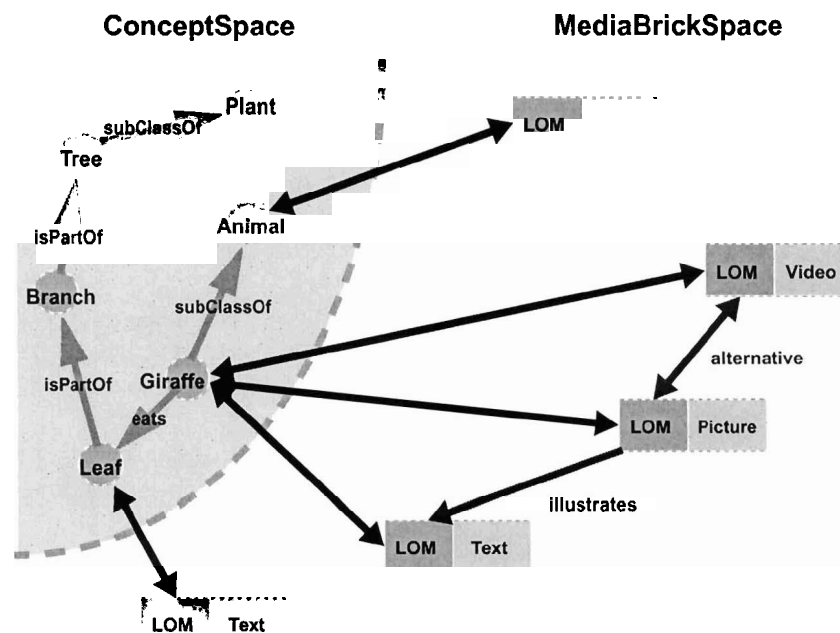 ConceptSpace
MediaBrickSpace
Plant
subClassOf
LOM
Tree
Animal
isPartOf
Branch
LOM Video
subClassOf
alternative
isPartOf
Giraffe
eats
LOM Picture
Leaf
illustrates
LOM Text
LOM Text